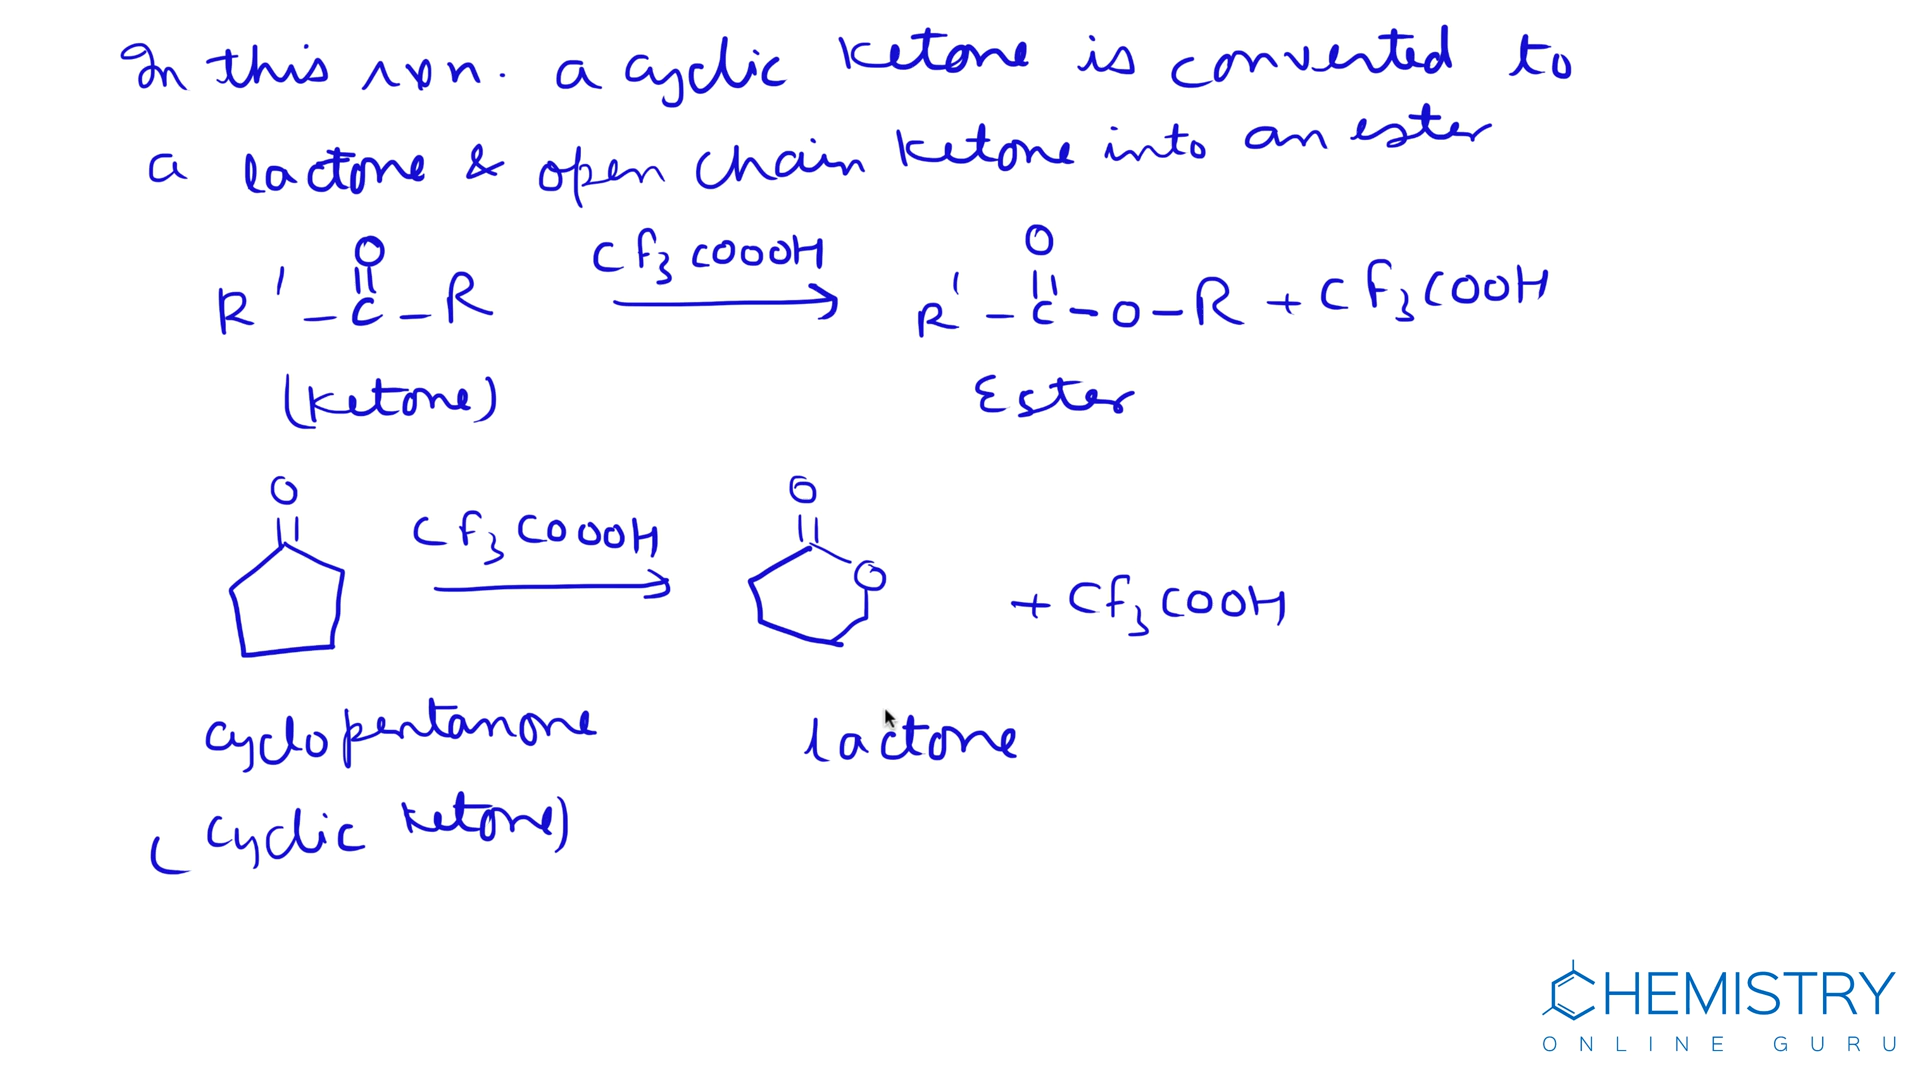 In this rxn. a cyclic ketone is converted to
a lactone & open chain ketone into an ester
O
R' – C – R
CF3COOOH
O
R' – C – O – R + CF3COOH
(Ketone)
Ester
O
CF3COOOH
O
O
+ CF3COOH
cyclopentanone
lactone
(cyclic ketone)
CHEMISTRY
ONLINE GURU